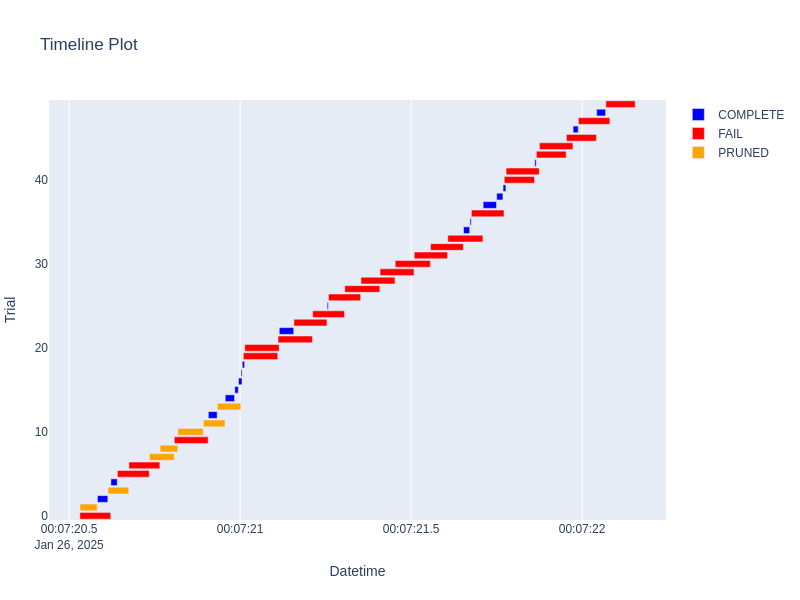 Timeline Plot
COMPLETE
FAIL
PRUNED
40
30
20
10
0
Trial
00:07:20.5
Jan 26, 2025
00:07:21
00:07:21.5
00:07:22
Datetime